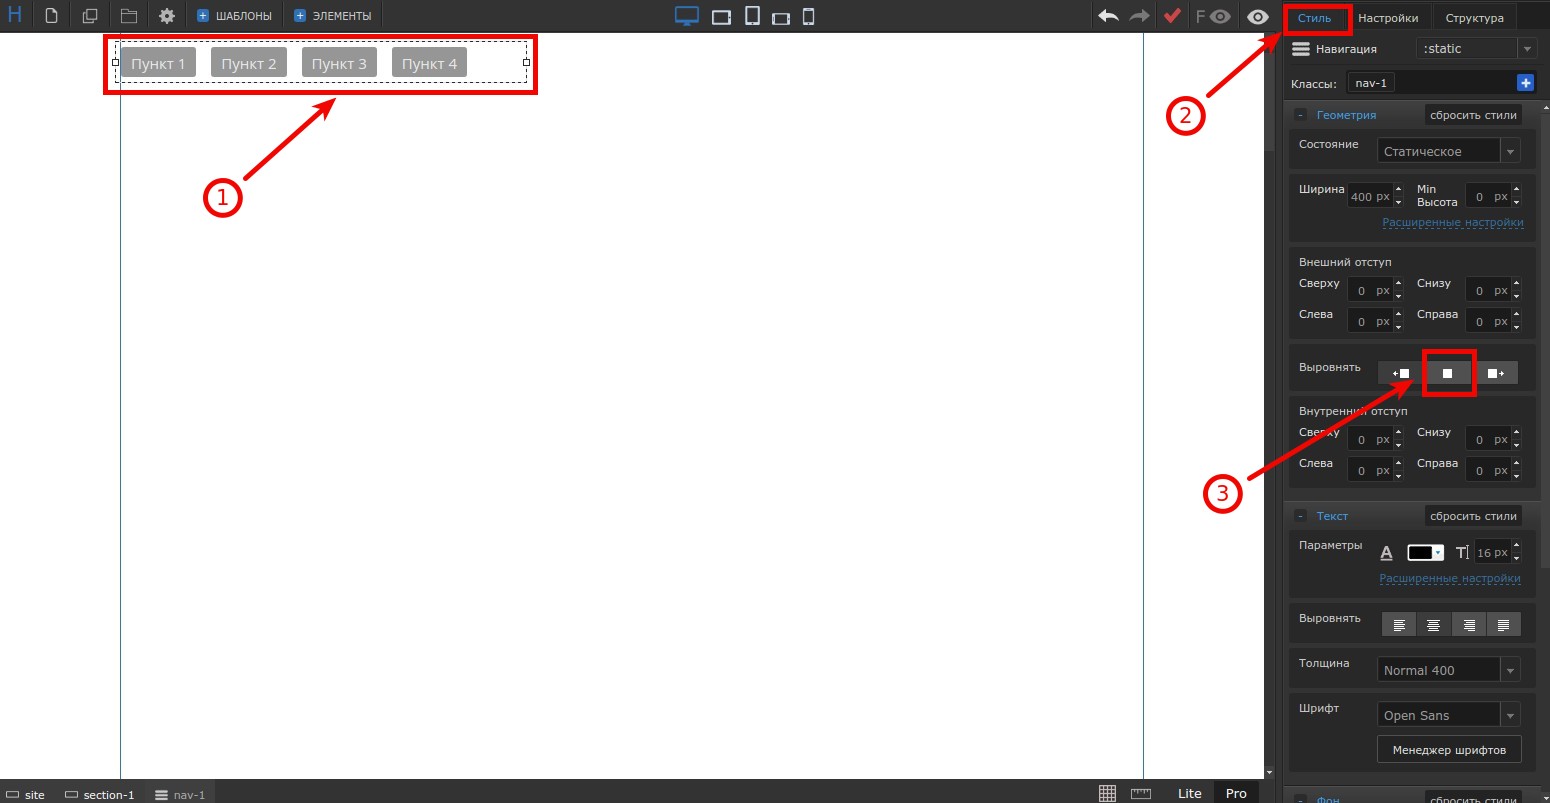 H
+ ШАБЛОНЫ
+ ЭЛЕМЕНТЫ
F
Стиль
Настройки
Структура
Навигация
:static
Классы:
nav-1
+
Пункт 1
Пункт 2
Пункт 3
Пункт 4
1
2
3
- Геометрия
сбросить стили
Состояние
Статическое
Ширина
400 px
Min Высота
0 px
Расширенные настройки
Внешний отступ
Сверху
0 px
Снизу
0 px
Слева
0 px
Справа
0 px
Выровнять
Внутренний отступ
Сверху
0 px
Снизу
0 px
Слева
0 px
Справа
0 px
- Текст
сбросить стили
Параметры
A
T
16 px
Расширенные настройки
Выровнять
Толщина
Normal 400
Шрифт
Open Sans
Менеджер шрифтов
- Фон
сбросить стили
site
section-1
nav-1
Lite
Pro